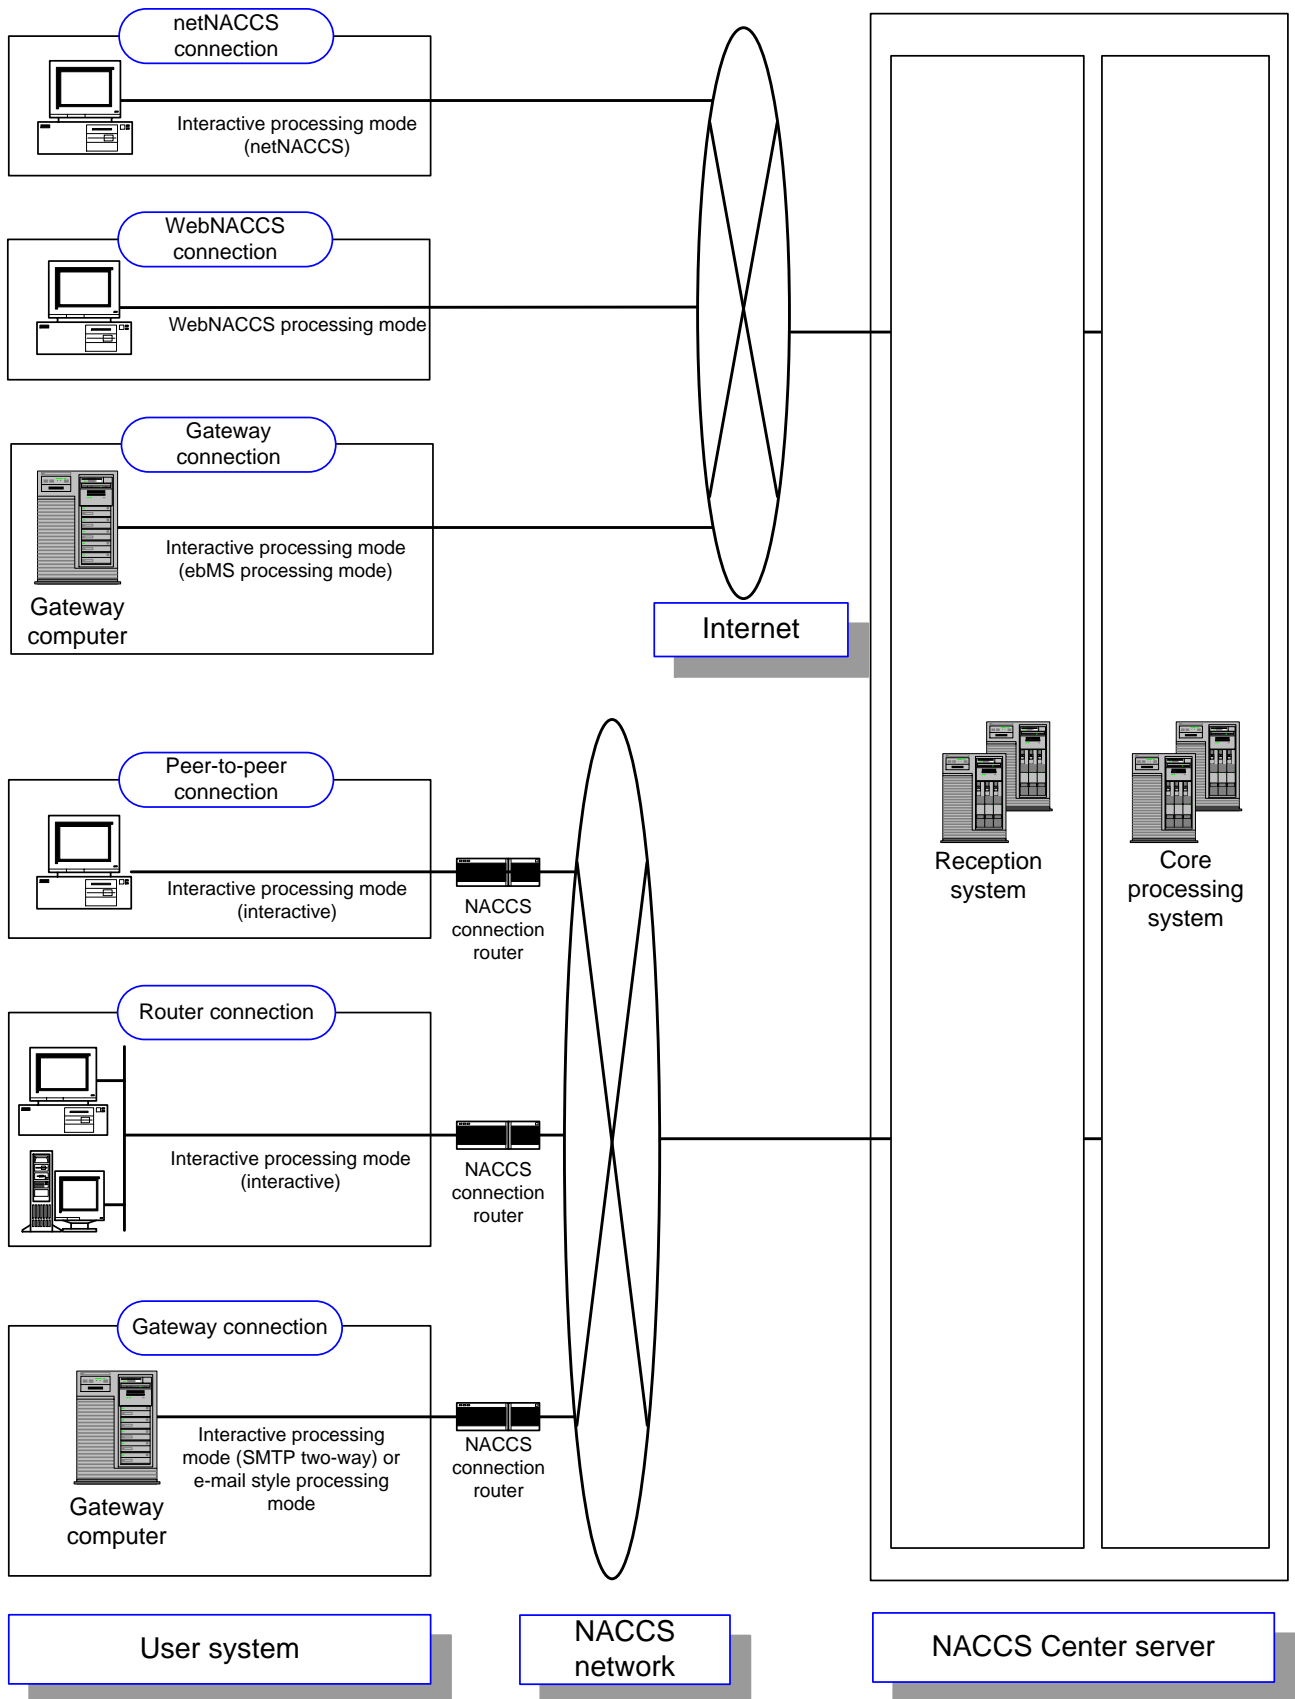 netNACCS
connection
Interactive processing mode
(netNACCS)
WebNACCS
connection
WebNACCS processing mode
Gateway
connection
Interactive processing mode
(ebMS processing mode)
Gateway
computer
Internet
Peer-to-peer
connection
Interactive processing mode
(interactive)
NACCS
connection
router
Reception
system
Core
processing
system
Router connection
Interactive processing mode
(interactive)
NACCS
connection
router
Gateway connection
Interactive processing
mode (SMTP two-way) or
e-mail style processing
mode
Gateway
computer
NACCS
connection
router
User system
NACCS
network
NACCS Center server